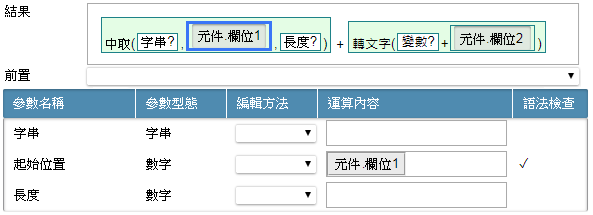 結果
中取( 字串? , 元件.欄位1 , 長度? ) + 轉文字( 變數? + 元件.欄位2 )
前置
參數名稱 參數型態 編輯方法 運算內容 語法檢查
字串 字串
起始位置 數字 元件.欄位1 ✓
長度 數字